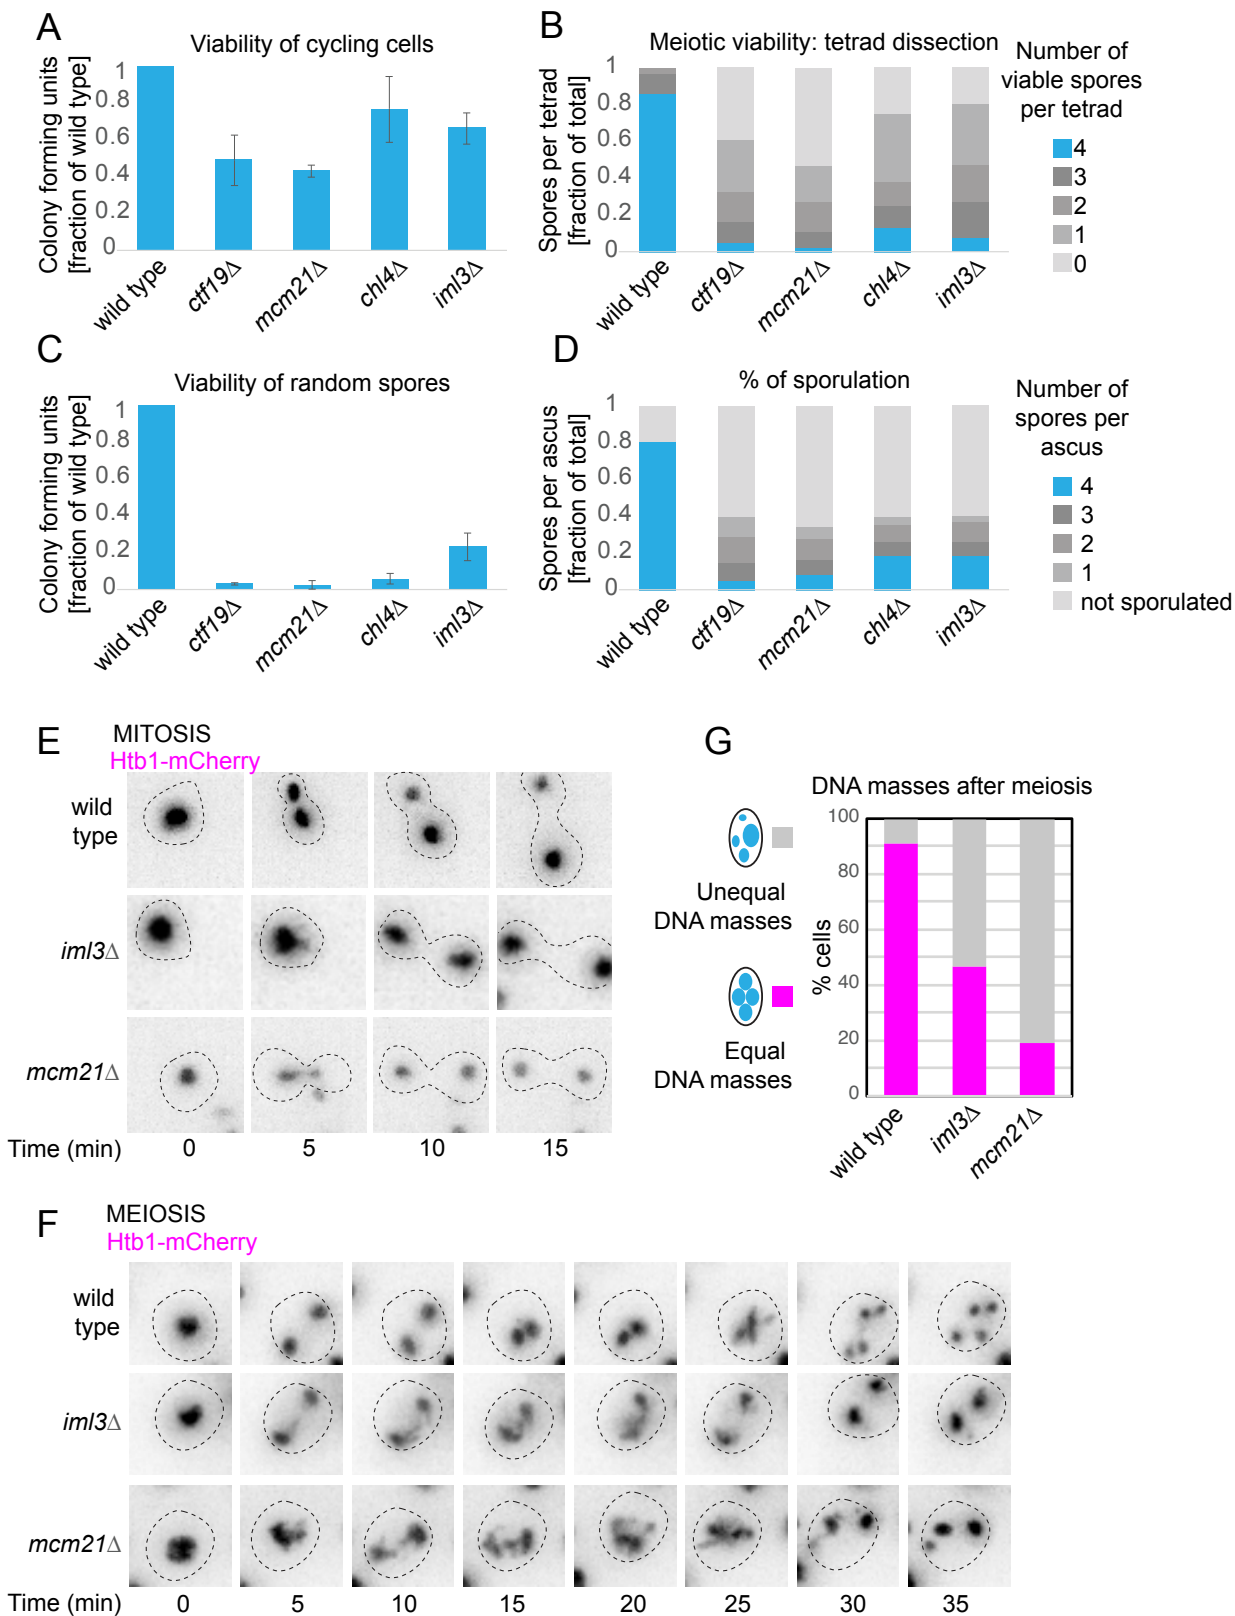 A
Viability of cycling cells
Colony forming units
[fraction of wild type]
1
0.8
0.6
0.4
0.2
0
wild type
ctf19Δ
mcm21Δ
chl4Δ
iml3Δ
B
Meiotic viability: tetrad dissection
Spores per tetrad
[fraction of total]
1
0.8
0.6
0.4
0.2
0
wild type
ctf19Δ
mcm21Δ
chl4Δ
iml3Δ
Number of
viable spores
per tetrad
4
3
2
1
0
C
Viability of random spores
Colony forming units
[fraction of wild type]
1
0.8
0.6
0.4
0.2
0
wild type
ctf19Δ
mcm21Δ
chl4Δ
iml3Δ
D
% of sporulation
Spores per ascus
[fraction of total]
1
0.8
0.6
0.4
0.2
0
wild type
ctf19Δ
mcm21Δ
chl4Δ
iml3Δ
Number of
spores per
ascus
4
3
2
1
not sporulated
E
MITOSIS
Htb1-mCherry
wild
type
iml3Δ
mcm21Δ
Time (min)
0
5
10
15
G
DNA masses after meiosis
Unequal
DNA masses
Equal
DNA masses
% cells
100
80
60
40
20
0
wild type
iml3Δ
mcm21Δ
F
MEIOSIS
Htb1-mCherry
wild
type
iml3Δ
mcm21Δ
Time (min)
0
5
10
15
20
25
30
35